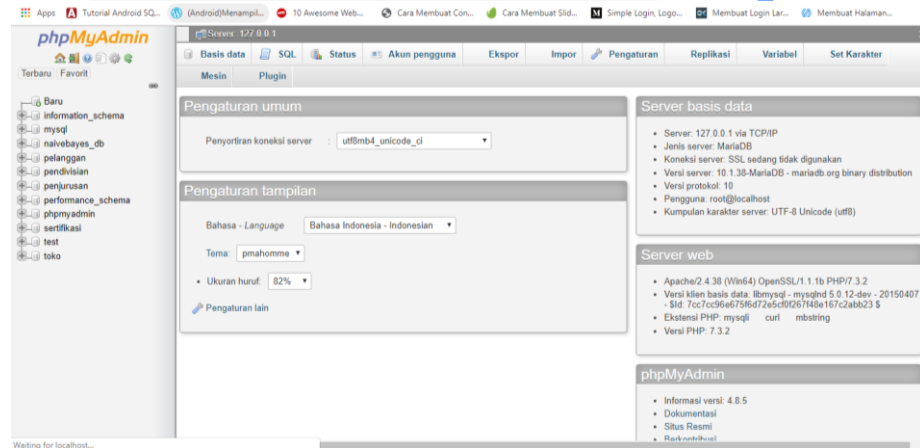 Apps Tutorial Android SQ... (Android)Menampil... 10 Awesome Web... Cara Membuat Con... Cara Membuat Slid... Simple Login, Logo... Membuat Login Lar... Membuat Halaman...
phpMyAdmin
Terbaru Favorit
Baru
information_schema
mysql
naivebayes_db
pelanggan
pendivisian
penjurusan
performance_schema
phpmyadmin
sertifikasi
test
toko
Server: 127.0.0.1
Basis data SQL Status Akun pengguna Ekspor Impor Pengaturan Replikasi Variabel Set Karakter
Mesin Plugin
Pengaturan umum
Penyortiran koneksi server : utf8mb4_unicode_ci
Pengaturan tampilan
Bahasa - Language Bahasa Indonesia - Indonesian
Tema: pmahomme
Ukuran huruf: 82%
Pengaturan lain
Server basis data
Server: 127.0.0.1 via TCP/IP
Jenis server: MariaDB
Koneksi server: SSL sedang tidak digunakan
Versi server: 10.1.38-MariaDB - mariadb.org binary distribution
Versi protokol: 10
Pengguna: root@localhost
Kumpulan karakter server: UTF-8 Unicode (utf8)
Server web
Apache/2.4.38 (Win64) OpenSSL/1.1.1b PHP/7.3.2
Versi klien basis data: libmysql - mysqlnd 5.0.12-dev - 20150407
- $Id: 7cc7cc96e675f6d72e5cf0f267f48e167c2abb23 $
Ekstensi PHP: mysqli curl mbstring
Versi PHP: 7.3.2
phpMyAdmin
Informasi versi: 4.8.5
Dokumentasi
Situs Resmi
Berkontribusi
Waiting for localhost...